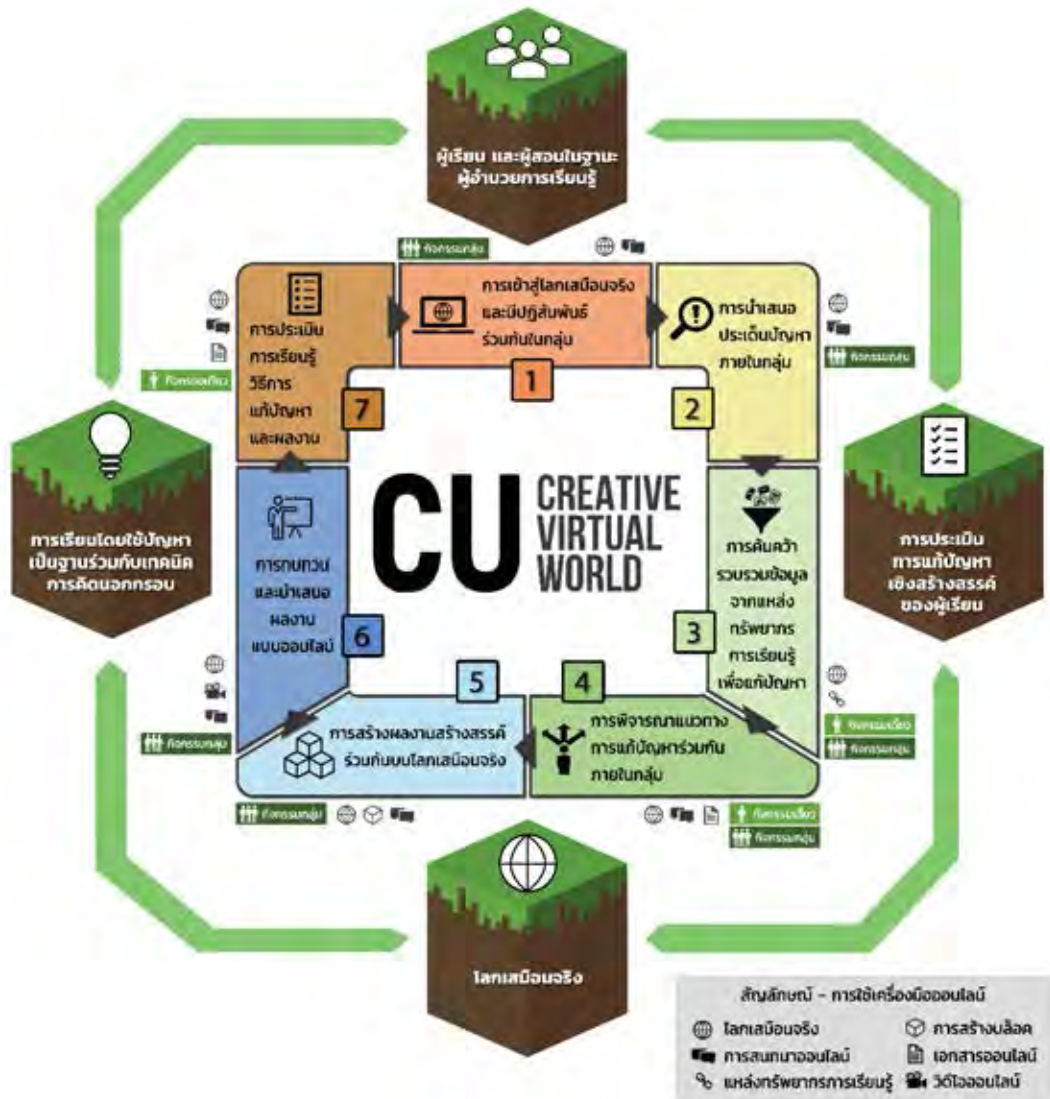 ผู้เรียน และผู้สอนในฐานะ
ผู้อำนวยการเรียนรู้
กิจกรรมกลุ่ม
การเข้าสู่โลกเสมือนจริง
และมีปฏิสัมพันธ์
ร่วมกันในกลุ่ม
1
การนำเสนอ
ประเด็นปัญหา
ภายในกลุ่ม
2
กิจกรรมกลุ่ม
การประเมิน
การเรียนรู้
วิธีการ
แก้ปัญหา
และผลงาน
7
กิจกรรมเดี่ยว
การเรียนโดยใช้ปัญหา
เป็นฐานร่วมกับเทคนิค
การคิดนอกกรอบ
CU CREATIVE
VIRTUAL
WORLD
การประเมิน
การแก้ปัญหา
เชิงสร้างสรรค์
ของผู้เรียน
การค้นคว้า
รวบรวมข้อมูล
จากแหล่ง
ทรัพยากร
การเรียนรู้
เพื่อแก้ปัญหา
3
กิจกรรมเดี่ยว
กิจกรรมกลุ่ม
การทบทวน
และนำเสนอ
ผลงาน
แบบออนไลน์
6
กิจกรรมกลุ่ม
5
การสร้างผลงานสร้างสรรค์
ร่วมกันบนโลกเสมือนจริง
กิจกรรมกลุ่ม
4
การพิจารณาแนวทาง
การแก้ปัญหาร่วมกัน
ภายในกลุ่ม
กิจกรรมเดี่ยว
กิจกรรมกลุ่ม
โลกเสมือนจริง
สัญลักษณ์ - การใช้เครื่องมือออนไลน์
โลกเสมือนจริง
การสร้างบล็อค
การสนทนาออนไลน์
เอกสารออนไลน์
แหล่งทรัพยากรการเรียนรู้
วิดีโอออนไลน์